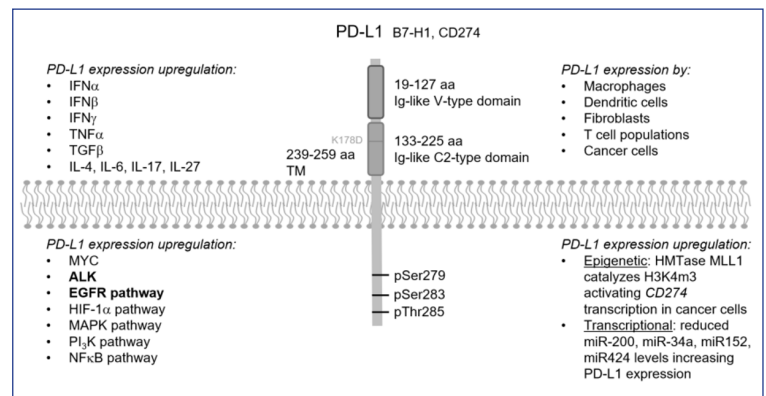 PD-L1 B7-H1, CD274
PD-L1 expression upregulation:
• IFNα
• IFNβ
• IFNγ
• TNFα
• TGFβ
• IL-4, IL-6, IL-17, IL-27
19-127 aa
Ig-like V-type domain
K178D
133-225 aa
Ig-like C2-type domain
239-259 aa
TM
PD-L1 expression by:
• Macrophages
• Dendritic cells
• Fibroblasts
• T cell populations
• Cancer cells
PD-L1 expression upregulation:
• MYC
• ALK
• EGFR pathway
• HIF-1α pathway
• MAPK pathway
• PI3K pathway
• NFκB pathway
pSer279
pSer283
pThr285
PD-L1 expression upregulation:
• Epigenetic: HMTase MLL1
catalyzes H3K4m3
activating CD274
transcription in cancer cells
• Transcriptional: reduced
miR-200, miR-34a, miR152,
miR424 levels increasing
PD-L1 expression